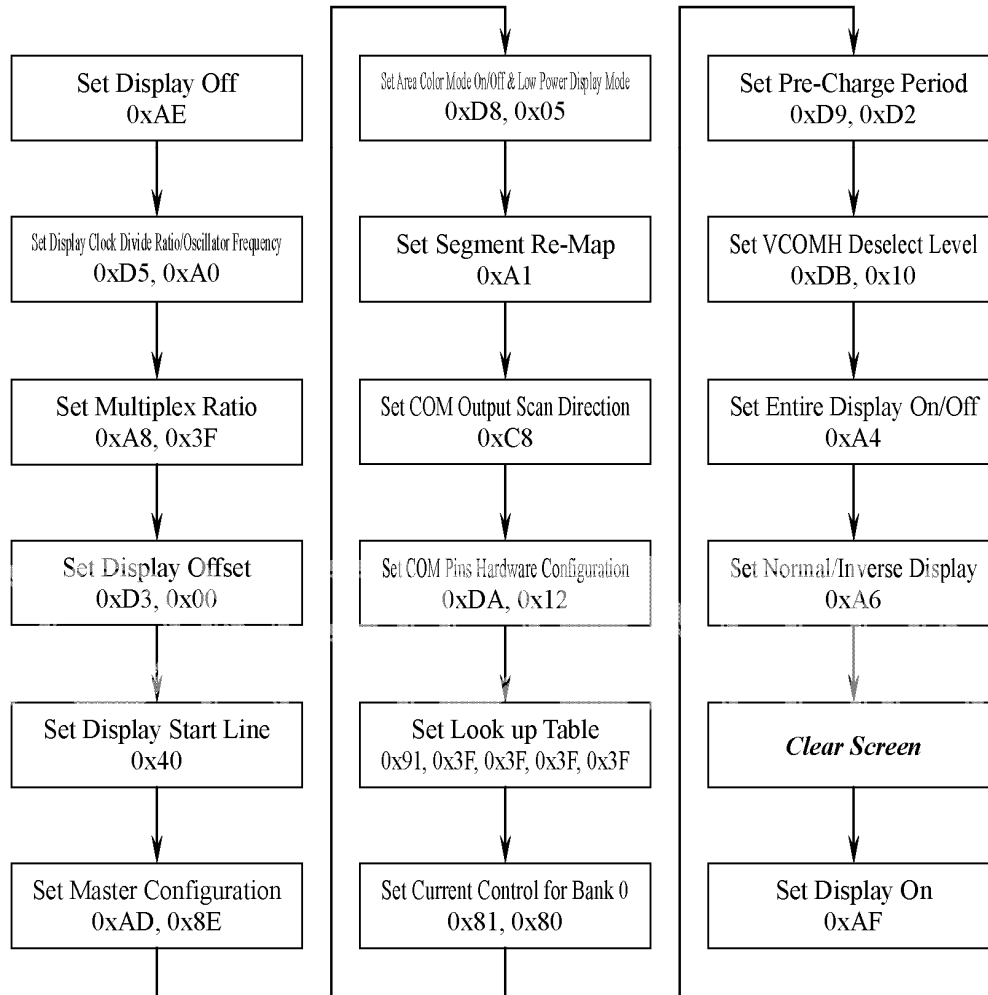 Set Display Off
0xAE
Set Display Clock Divide Ratio/Oscillator Frequency
0xD5, 0xA0
Set Multiplex Ratio
0xA8, 0x3F
Set Display Offset
0xD3, 0x00
Set Display Start Line
0x40
Set Master Configuration
0xAD, 0x8E
Set Area Color Mode On/Off & Low Power Display Mode
0xD8, 0x05
Set Segment Re-Map
0xA1
Set COM Output Scan Direction
0xC8
Set COM Pins Hardware Configuration
0xDA, 0x12
Set Look up Table
0x91, 0x3F, 0x3F, 0x3F, 0x3F
Set Current Control for Bank 0
0x81, 0x80
Set Pre-Charge Period
0xD9, 0xD2
Set VCOMH Deselect Level
0xDB, 0x10
Set Entire Display On/Off
0xA4
Set Normal/Inverse Display
0xA6
Clear Screen
Set Display On
0xAF